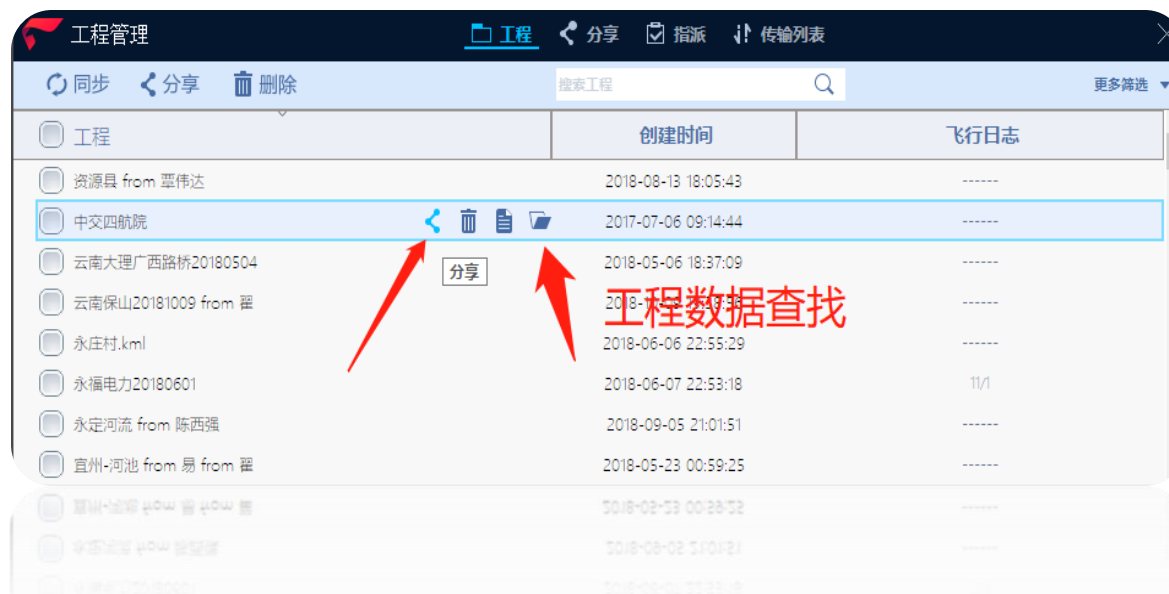 工程管理 工程 分享 指派 传输列表
同步 分享 删除 搜索工程 更多筛选
工程 创建时间 飞行日志
资源县 from 覃伟达 2018-08-13 18:05:43 ------
中交四航院 2017-07-06 09:14:44 ------
分享
云南大理广西路桥20180504 2018-05-06 18:37:09 ------
工程数据查找
云南保山20181009 from 翟 ------
永庄村.kml 2018-06-06 22:55:29 ------
永福电力20180601 2018-06-07 22:53:18 11/1
永定河流 from 陈西强 2018-09-05 21:01:51 ------
宜州-河池 from 易 from 翟 2018-05-23 00:59:25 ------